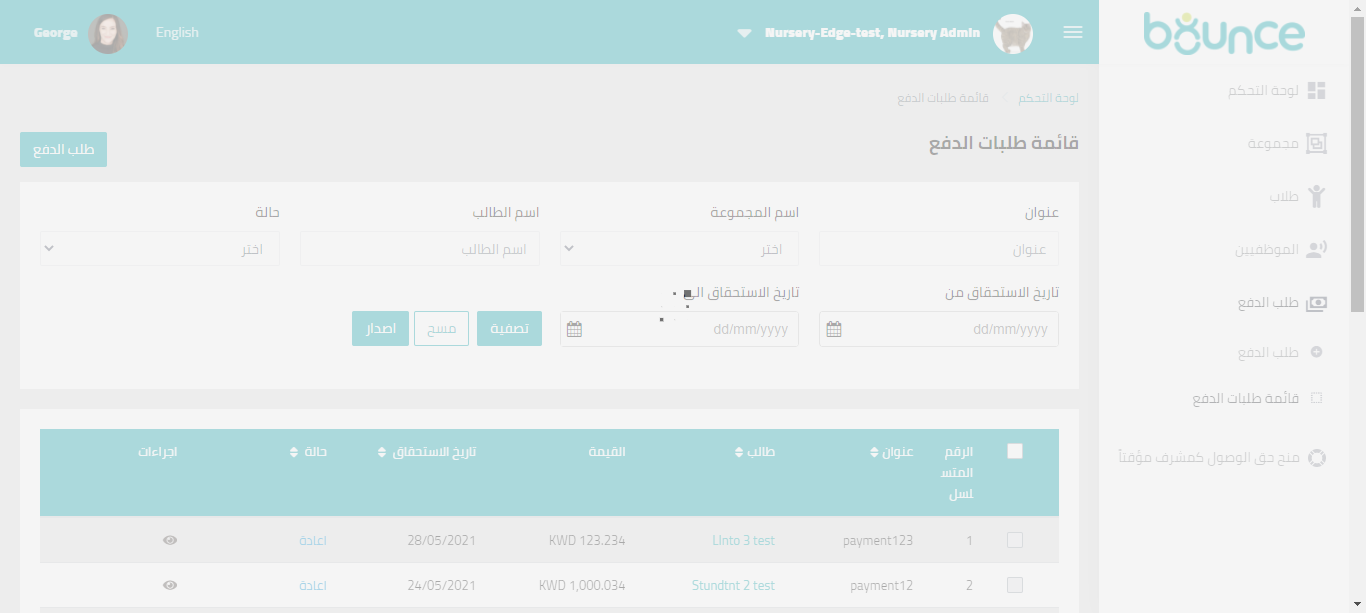 bounce
Nursery-Edge-test, Nursery Admin
English
George
لوحة التحكم
مجموعة
طلاب
الموظفيين
طلب الدفع
طلب الدفع
قائمة طلبات الدفع
منح حق الوصول كمشرف مؤقتاً
لوحة التحكم
قائمة طلبات الدفع
قائمة طلبات الدفع
طلب الدفع
عنوان
اسم المجموعة
اسم الطالب
حالة
عنوان
اختر
اسم الطالب
اختر
تاريخ الاستحقاق من
تاريخ الاستحقاق الى
dd/mm/yyyy
dd/mm/yyyy
تصفية
مسح
اصدار
الرقم المتسلسل
عنوان
طالب
القيمة
تاريخ الاستحقاق
حالة
اجراءات
1 payment123 LInto 3 test KWD 123.234 28/05/2021 اعادة
2 payment12 Stundtnt 2 test KWD 1,000.034 24/05/2021 اعادة